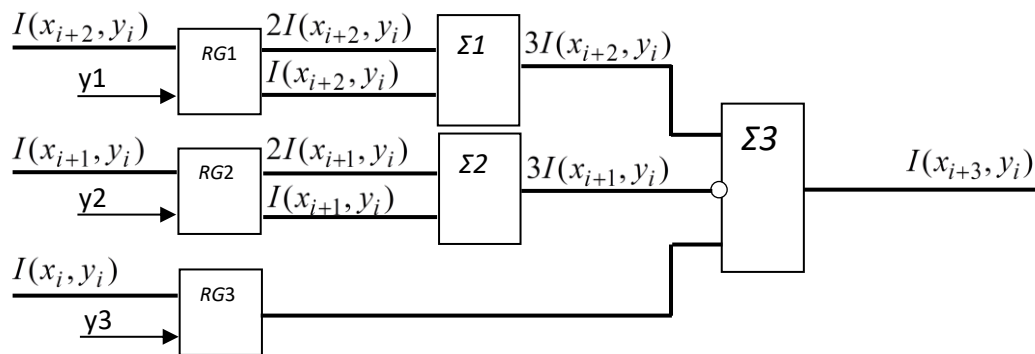 I(x_{i+2}, y_i)
RG1
2I(x_{i+2}, y_i)
Σ1
3I(x_{i+2}, y_i)
y1
I(x_{i+2}, y_i)
I(x_{i+1}, y_i)
RG2
2I(x_{i+1}, y_i)
Σ2
3I(x_{i+1}, y_i)
Σ3
I(x_{i+3}, y_i)
y2
I(x_{i+1}, y_i)
I(x_i, y_i)
RG3
y3